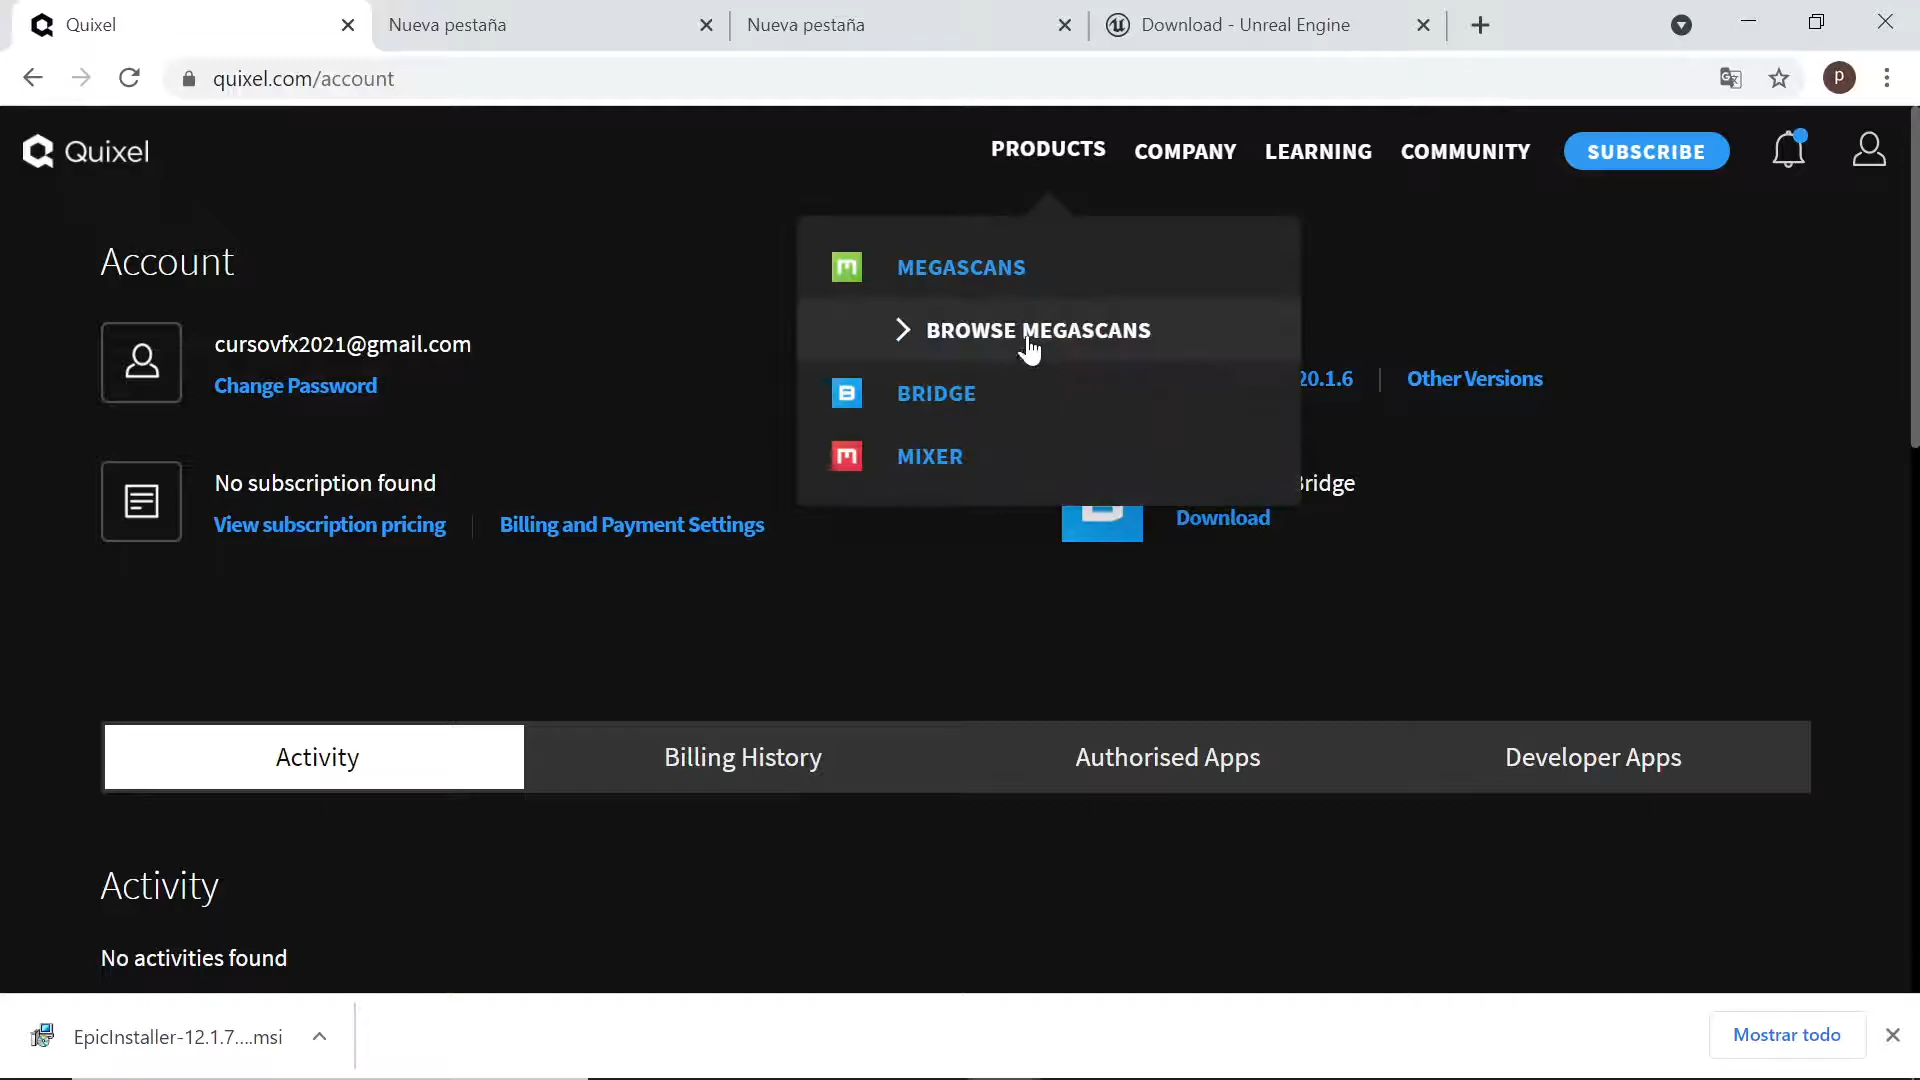 Quixel
Nueva pestaña
Nueva pestaña
Download - Unreal Engine
quixel.com/account
P
Quixel
PRODUCTS
COMPANY
LEARNING
COMMUNITY
SUBSCRIBE
Account
MEGASCANS
BROWSE MEGASCANS
BRIDGE
MIXER
cursovfx2021@gmail.com
Change Password
20.1.6
Other Versions
No subscription found
View subscription pricing
Billing and Payment Settings
Bridge
Download
Activity
Billing History
Authorised Apps
Developer Apps
Activity
No activities found
EpicInstaller-12.1.7....msi
Mostrar todo